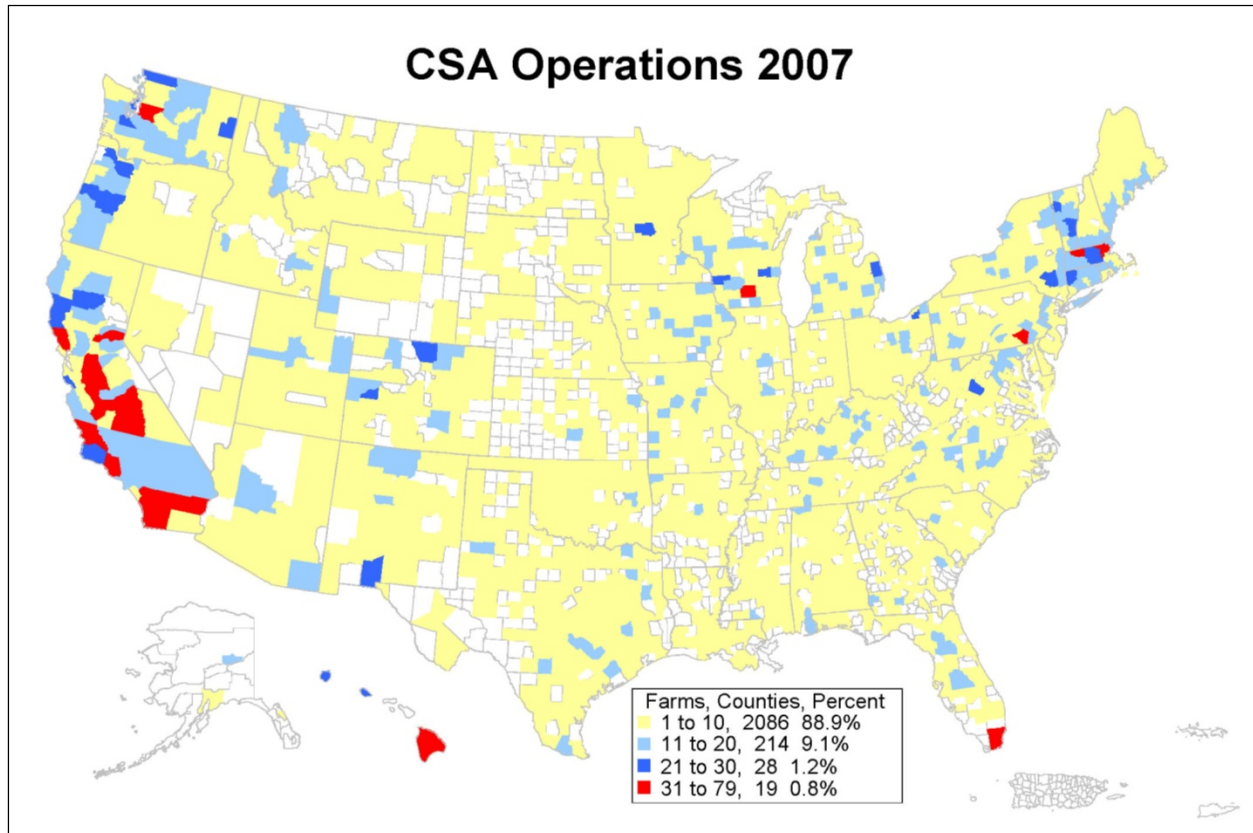 CSA Operations 2007
Farms, Counties, Percent
1 to 10, 2086 88.9%
11 to 20, 214 9.1%
21 to 30, 28 1.2%
31 to 79, 19 0.8%